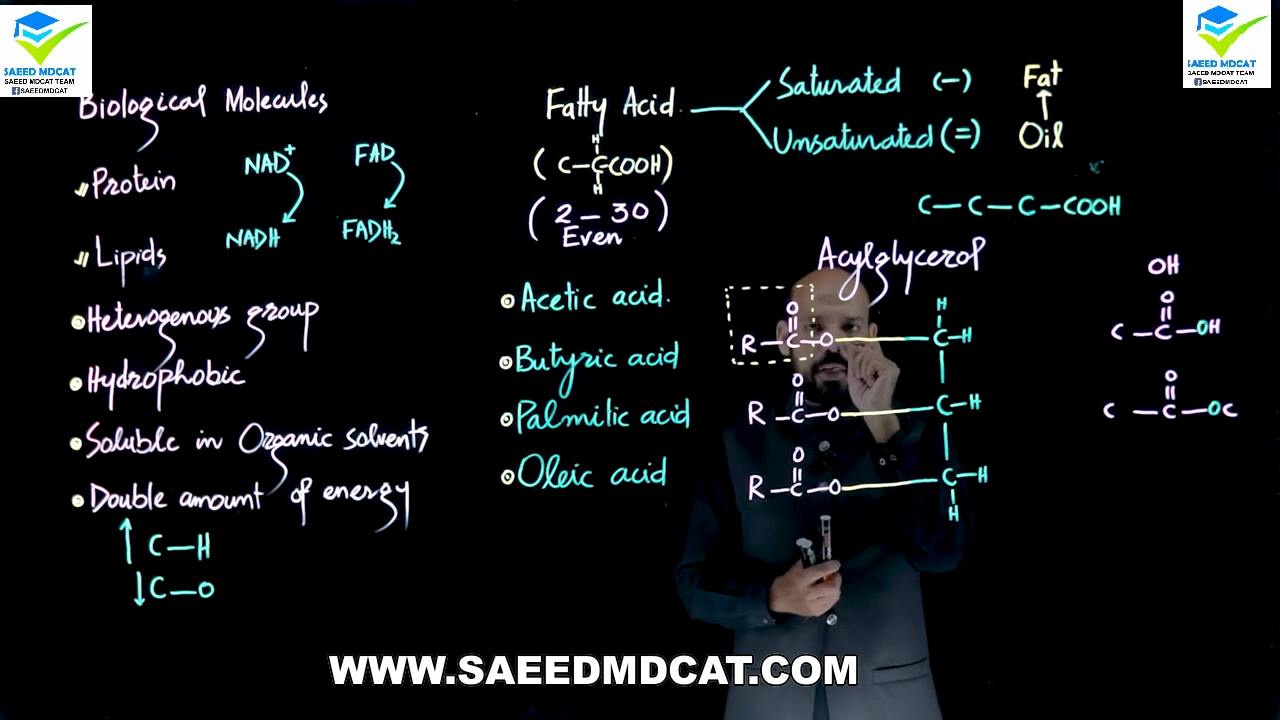 SAEED MDCAT
SAEED MDCAT TEAM
SAEEDMDCAT
SAEED MDCAT
SAEED MDCAT TEAM
SAEEDMDCAT
Biological Molecules
Protein
Lipids
NAD+
NADH
FAD
FADH2
Heterogenous group
Hydrophobic
Soluble in Organic solvents
Double amount of energy
↑ C—H
↓ C—O
Fatty Acid
Saturated (—)
Unsaturated (=)
Fat
↑
Oil
H
(C—C—COOH)
H
(2 — 30)
Even
C—C—C—COOH
Acetic acid.
Butyric acid
Palmilic acid
Oleic acid
Acylglycerol
O H
R—C—O—C—H
O
R—C—O—C—H
O
R—C—O—C—H
H
OH
O
C—C—OH
O
C—C—OC
WWW.SAEEDMDCAT.COM